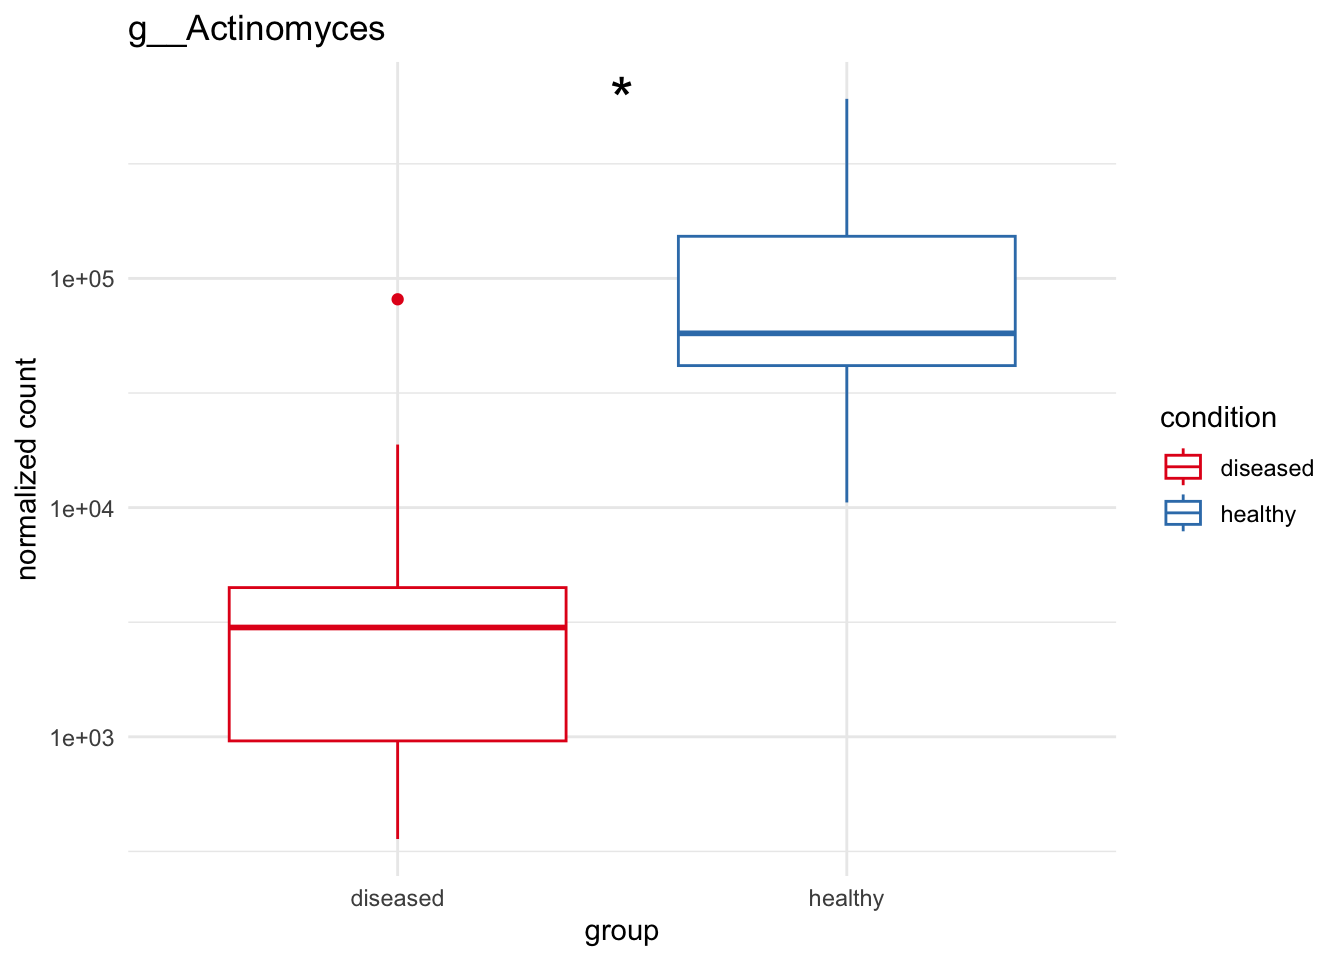 g__Actinomyces
*
normalized count
1e+05
1e+04
1e+03
diseased
healthy
group
condition
diseased
healthy